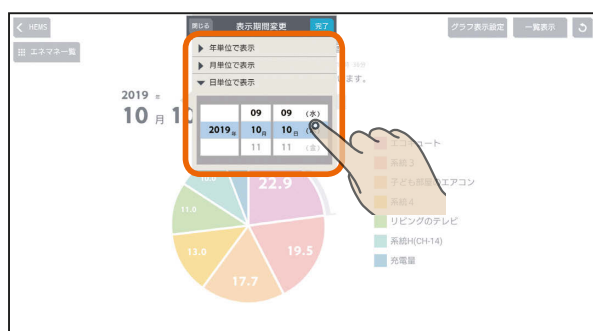 HEMS
閉じる 表示期間変更 完了
グラフ表示設定 一覧表示
エネマネ一覧
年単位で表示
月単位で表示
日単位で表示
ます。
2019 年
10 月 10
09 09 (水)
2019年 10月 10日
11 11 (金)
22.9
19.5
17.7
13.0
11.0
10.0
エコキュート
系統3
子ども部屋のエアコン
系統4
リビングのテレビ
系統H(CH-14)
充電量